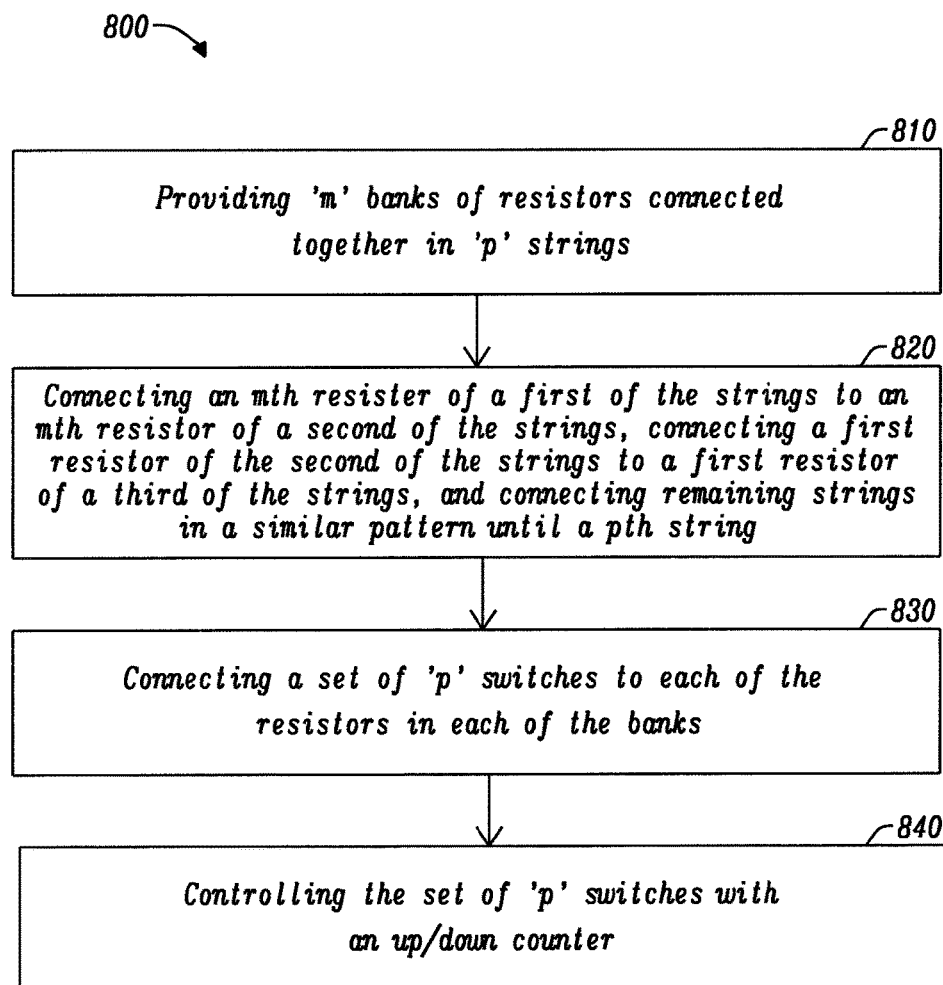 800
810
Providing 'm' banks of resistors connected
together in 'p' strings
820
Connecting an mth resister of a first of the strings to an
mth resistor of a second of the strings, connecting a first
resistor of the second of the strings to a first resistor
of a third of the strings, and connecting remaining strings
in a similar pattern until a pth string
830
Connecting a set of 'p' switches to each of the
resistors in each of the banks
840
Controlling the set of 'p' switches with
an up/down counter